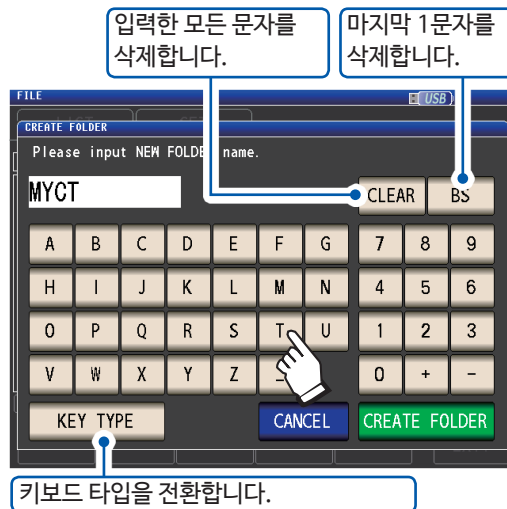 입력한 모든 문자를
삭제합니다.
마지막 1문자를
삭제합니다.
FILE
USB
CREATE FOLDER
Please input NEW FOLDE name.
MYCT
CLEAR BS
A B C D E F G 7 8 9
H I J K L M N 4 5 6
O P Q R S T U 1 2 3
V W X Y Z _ 0 + -
KEY TYPE CANCEL CREATE FOLDER
키보드 타입을 전환합니다.